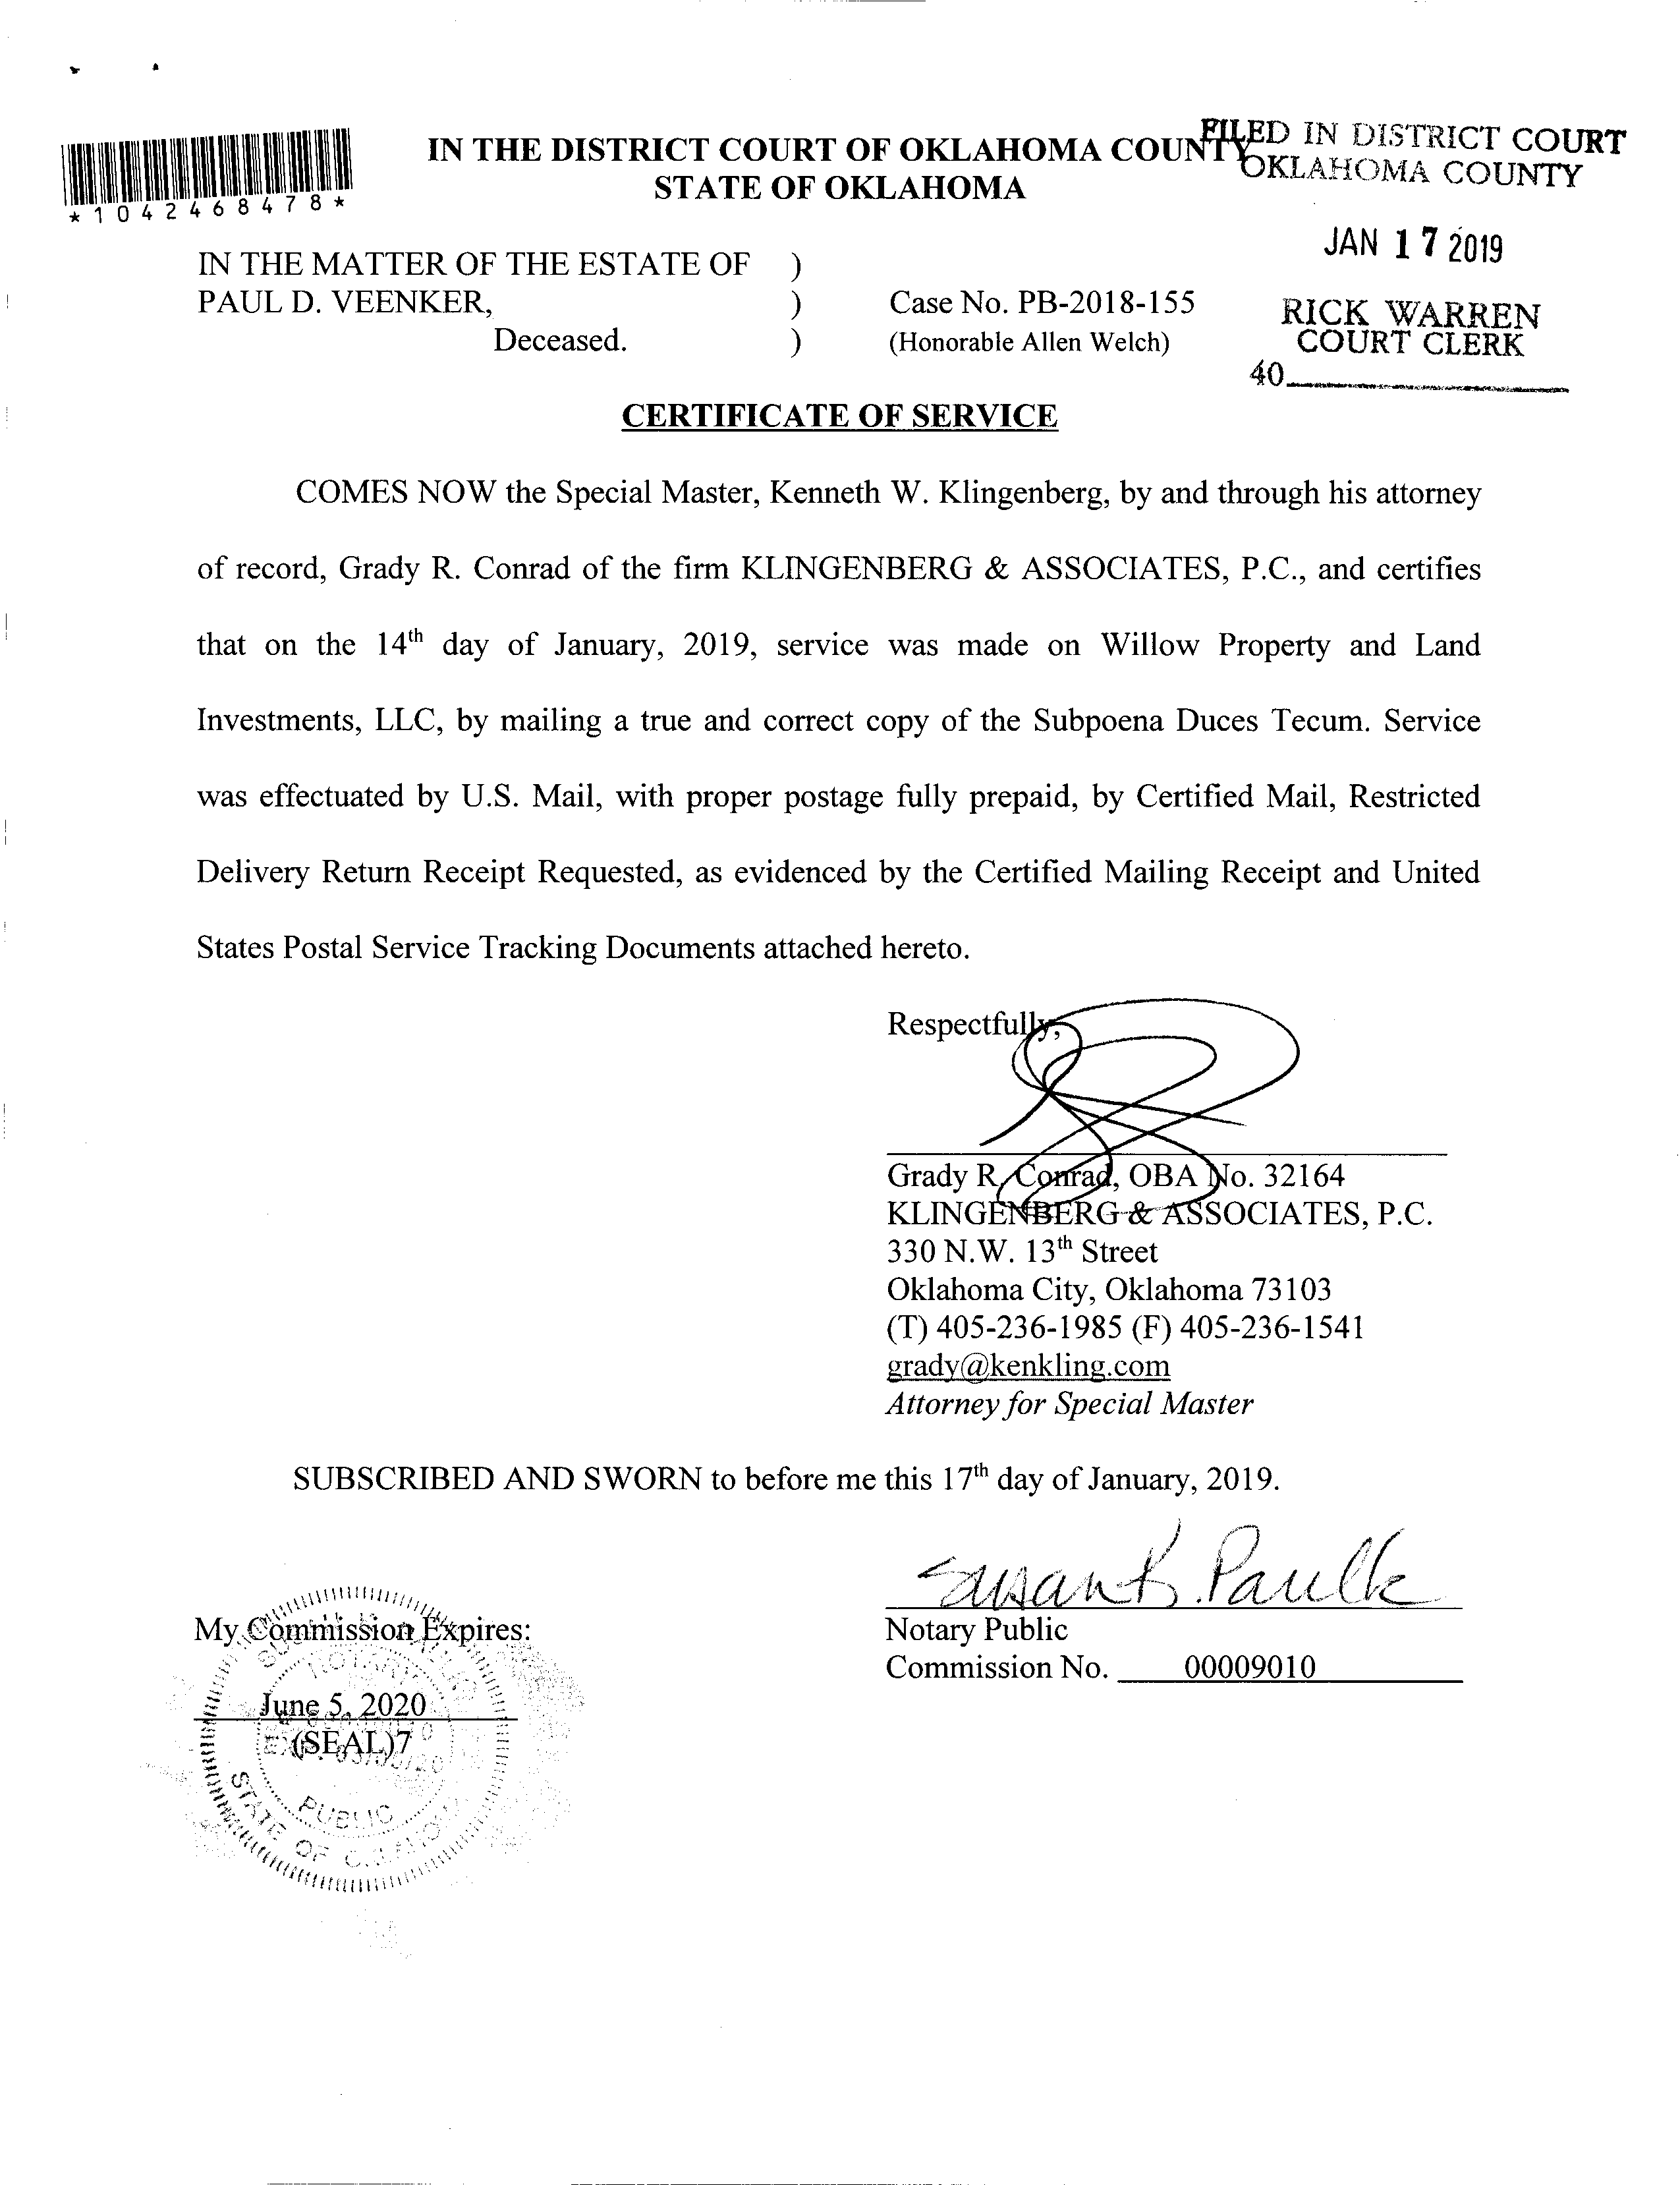 IN THE DISTRICT COURT OF OKLAHOMA COUNTY
STATE OF OKLAHOMA
FILED IN DISTRICT COURT
OKLAHOMA COUNTY
*1042468478*
JAN 17 2019
IN THE MATTER OF THE ESTATE OF )
PAUL D. VEENKER, ) Case No. PB-2018-155
Deceased. ) (Honorable Allen Welch)
RICK WARREN
COURT CLERK
40
CERTIFICATE OF SERVICE
COMES NOW the Special Master, Kenneth W. Klingenberg, by and through his attorney
of record, Grady R. Conrad of the firm KLINGENBERG & ASSOCIATES, P.C., and certifies
that on the 14th day of January, 2019, service was made on Willow Property and Land
Investments, LLC, by mailing a true and correct copy of the Subpoena Duces Tecum. Service
was effectuated by U.S. Mail, with proper postage fully prepaid, by Certified Mail, Restricted
Delivery Return Receipt Requested, as evidenced by the Certified Mailing Receipt and United
States Postal Service Tracking Documents attached hereto.
Respectfully,
Grady R. Conrad, OBA No. 32164
KLINGENBERG & ASSOCIATES, P.C.
330 N.W. 13th Street
Oklahoma City, Oklahoma 73103
(T) 405-236-1985 (F) 405-236-1541
grady@kenkling.com
Attorney for Special Master
SUBSCRIBED AND SWORN to before me this 17th day of January, 2019.
Susan K. Paulk
Notary Public
Commission No. 00009010
My Commission Expires:
June 5, 2020
(SEAL)7
NOTARY
PUBLIC
STATE OF